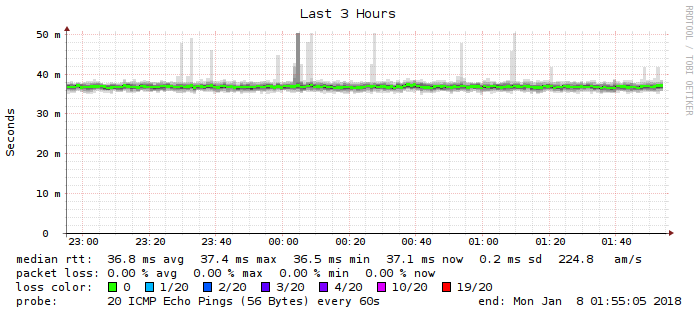 Last 3 Hours
RRDTOOL / TOBI OETIKER
Seconds
50 m
40 m
30 m
20 m
10 m
0
23:00 23:20 23:40 00:00 00:20 00:40 01:00 01:20 01:40
median rtt: 36.8 ms avg 37.4 ms max 36.5 ms min 37.1 ms now 0.2 ms sd 224.8 am/s
packet loss: 0.00 % avg 0.00 % max 0.00 % min 0.00 % now
loss color: 0 1/20 2/20 3/20 4/20 10/20 19/20
probe: 20 ICMP Echo Pings (56 Bytes) every 60s end: Mon Jan 8 01:55:05 2018